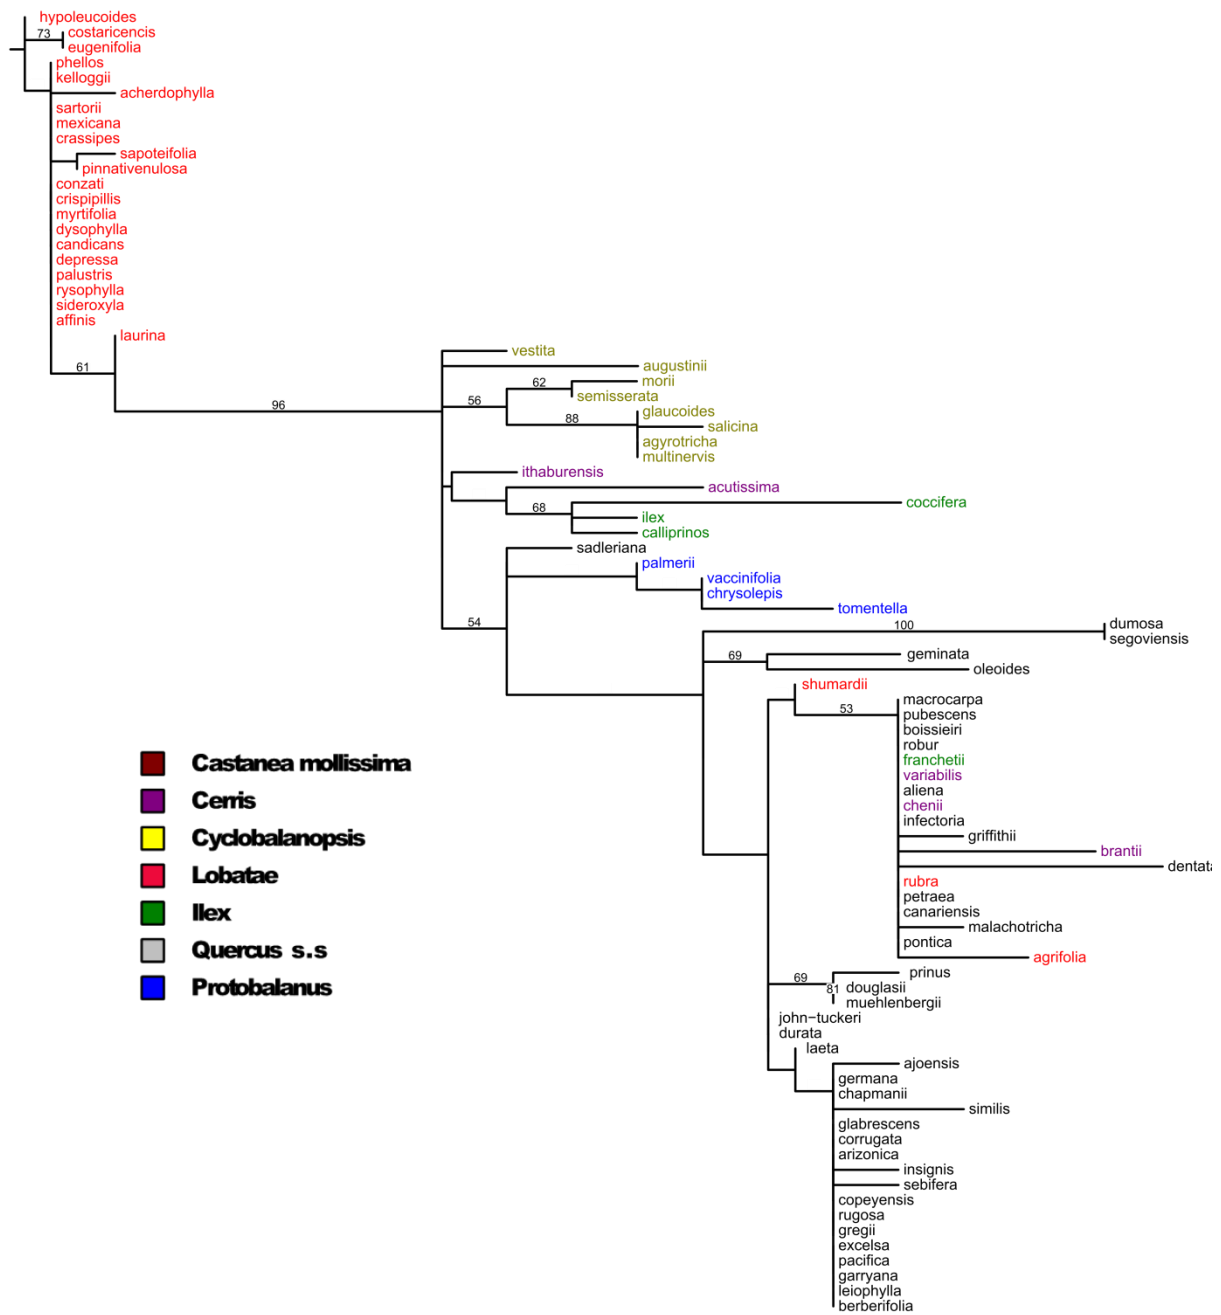 hypoleucoides
73
costaricencis
eugenifolia
phellos
kelloggii
acherdophylla
sartorii
mexicana
crassipes
sapoteifolia
pinnativenulosa
conzati
crispipillis
myrtifolia
dysophylla
candicans
depressa
palustris
rysophylla
sideroxyla
affinis
laurina
61
96
vestita
augustinii
62
morii
semisserata
56
glaucoides
88
salicina
agyrotricha
multinervis
ithaburensis
acutissima
coccifera
68
ilex
calliprinos
sadleriana
palmerii
vaccinifolia
chrysolepis
tomentella
54
100
dumosa
segoviensis
69
geminata
oleoides
shumardii
53
macrocarpa
pubescens
boissieiri
robur
franchetii
variabilis
aliena
chenii
infectoria
griffithii
brantii
dentata
rubra
petraea
canariensis
malachotricha
pontica
agrifolia
69
prinus
81
douglasii
muehlenbergii
john−tuckeri
durata
laeta
ajoensis
germana
chapmanii
similis
glabrescens
corrugata
arizonica
insignis
sebifera
copeyensis
rugosa
gregii
excelsa
pacifica
garryana
leiophylla
berberifolia
Castanea mollissima
Cerris
Cyclobalanopsis
Lobatae
Ilex
Quercus s.s
Protobalanus